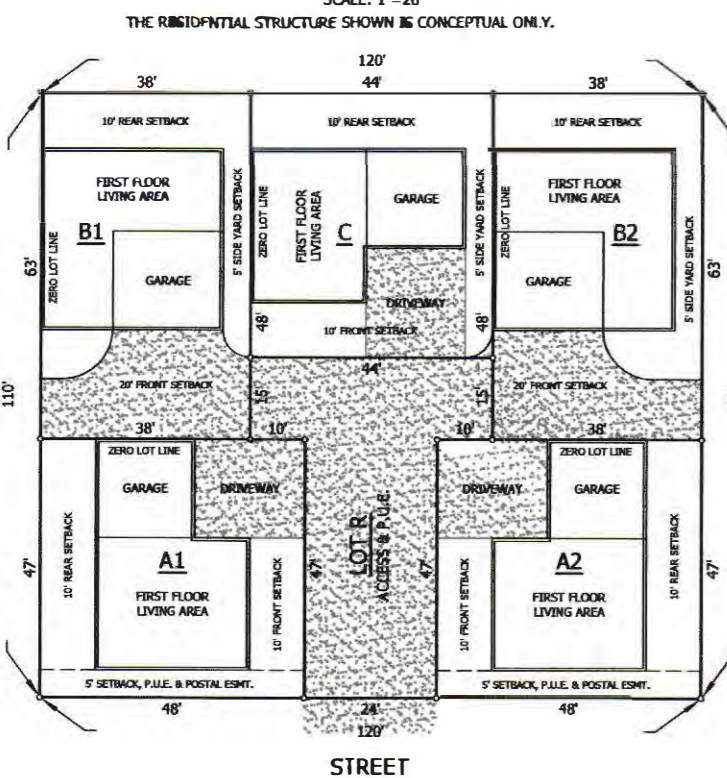 SCALE: 1"=20'
THE RESIDENTIAL STRUCTURE SHOWN IS CONCEPTUAL ONLY.
120'
38'
44'
38'
10' REAR SETBACK
10' REAR SETBACK
10' REAR SETBACK
FIRST FLOOR
LIVING AREA
B1
ZERO LOT LINE
GARAGE
63'
5' SIDE YARD SETBACK
ZERO LOT LINE
FIRST FLOOR
LIVING AREA
C
GARAGE
DRIVEWAY
48'
10' FRONT SETBACK
5' SIDE YARD SETBACK
48'
ZERO LOT LINE
FIRST FLOOR
LIVING AREA
B2
GARAGE
5' SIDE YARD SETBACK
63'
110'
20' FRONT SETBACK
15'
44'
15'
20' FRONT SETBACK
38'
10'
10'
38'
ZERO LOT LINE
GARAGE
DRIVEWAY
10' REAR SETBACK
47'
A1
FIRST FLOOR
LIVING AREA
10' FRONT SETBACK
47'
LOT R
ACCESS & P.U.E.
47'
ZERO LOT LINE
DRIVEWAY
GARAGE
10' FRONT SETBACK
A2
FIRST FLOOR
LIVING AREA
10' REAR SETBACK
47'
5' SETBACK, P.U.E. & POSTAL ESMT.
5' SETBACK, P.U.E. & POSTAL ESMT.
48'
24'
48'
120'
STREET